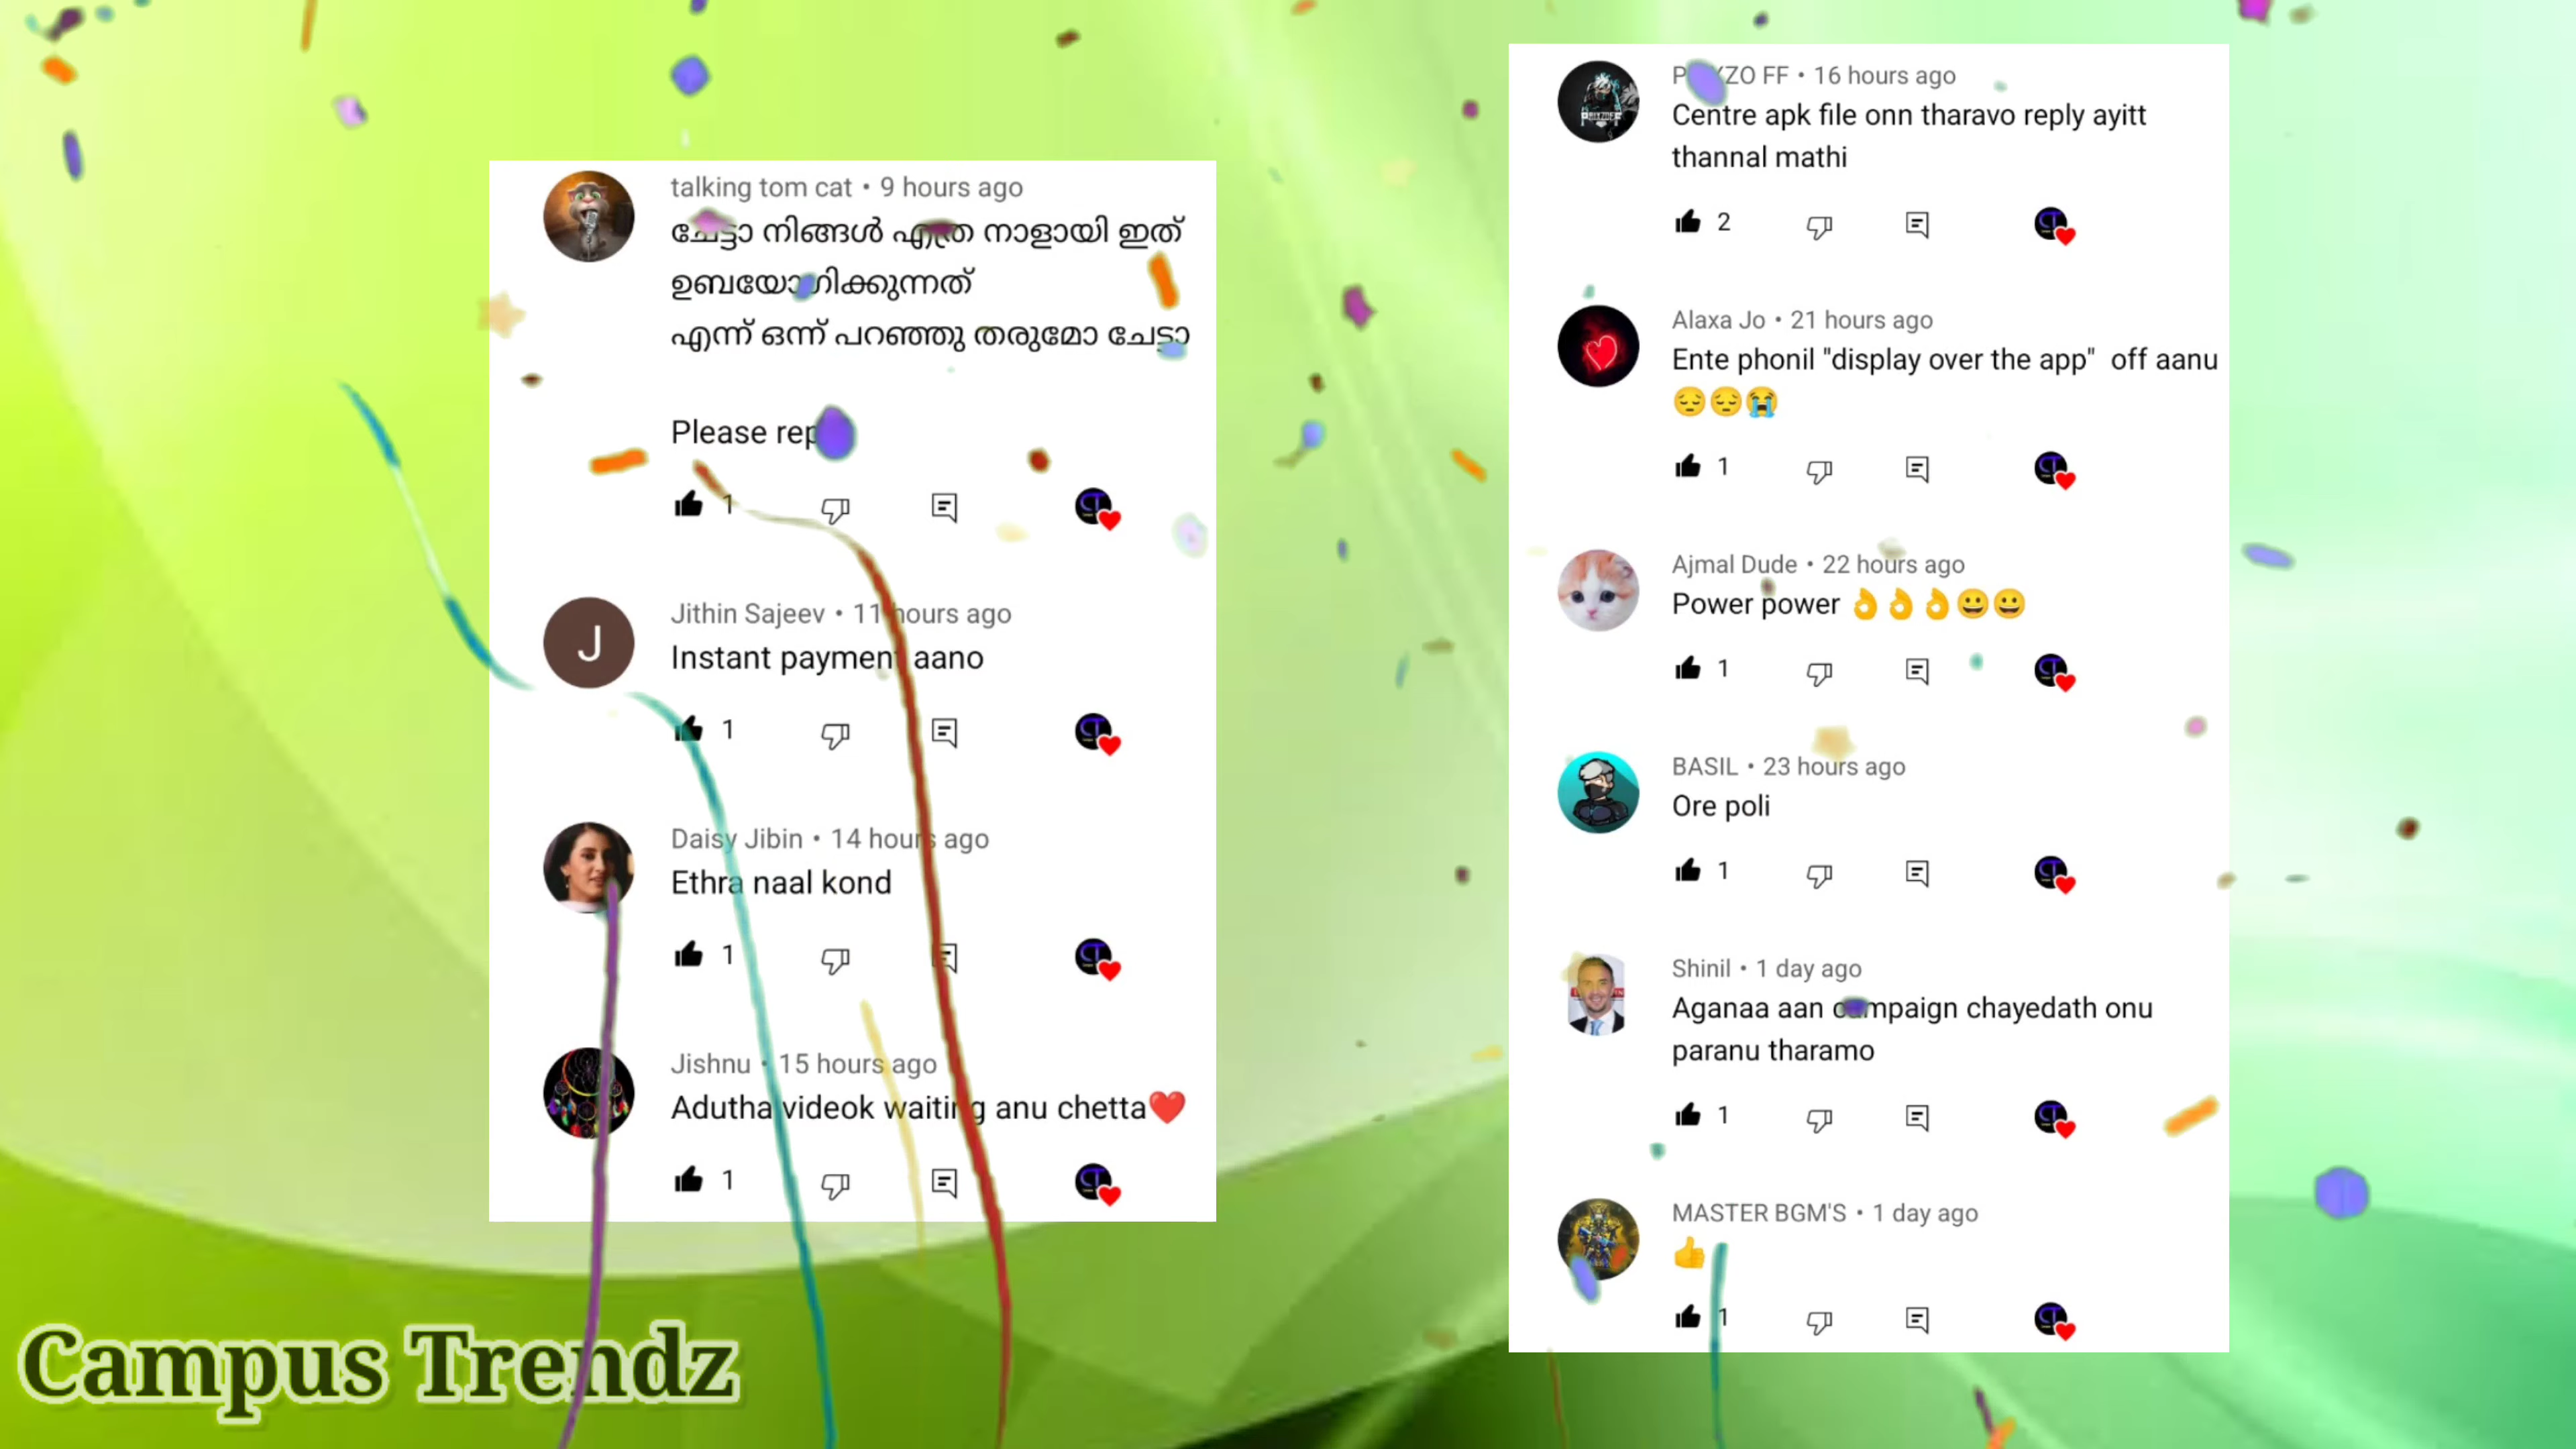 talking tom cat • 9 hours ago
ചേട്ടാ നിങ്ങൾ എത്ര നാളായി ഇത്
ഉബയോഗിക്കുന്നത്
എന്ന് ഒന്ന് പറഞ്ഞു തരുമോ ചേട്ടാ
Please
1
J
Jithin Sajeev • 11 hours ago
Instant payment aano
1
Daisy Jibin • 14 hours ago
Ethra naal kond
1
Jishnu • 15 hours ago
Adutha videok waiting anu chetta❤️
1
FF • 16 hours ago
Centre apk file onn tharavo reply ayitt
thannal mathi
2
Alaxa Jo • 21 hours ago
Ente phonil "display over the app" off aanu
😔😔😭
1
Ajmal Dude • 22 hours ago
Power power 👌👌👌😀😀
1
BASIL • 23 hours ago
Ore poli
1
Shinil • 1 day ago
Aganaa aan campaign chayedath onu
paranu tharamo
1
MASTER BGM'S • 1 day ago
👍
1
Campus Trendz